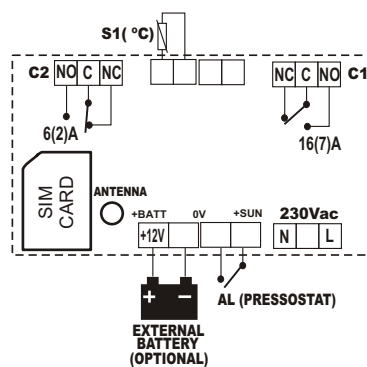 S1( ºC)
C2 NO C NC
NC C NO C1
6(2)A
16(7)A
SIM CARD
ANTENNA
+BATT 0V +SUN
230Vac
+12V
N L
+ −
AL (PRESSOSTAT)
EXTERNAL
BATTERY
(OPTIONAL)